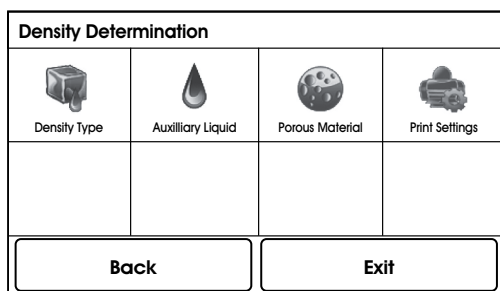 Density Determination
Density Type Auxilliary Liquid Porous Material Print Settings
Back Exit